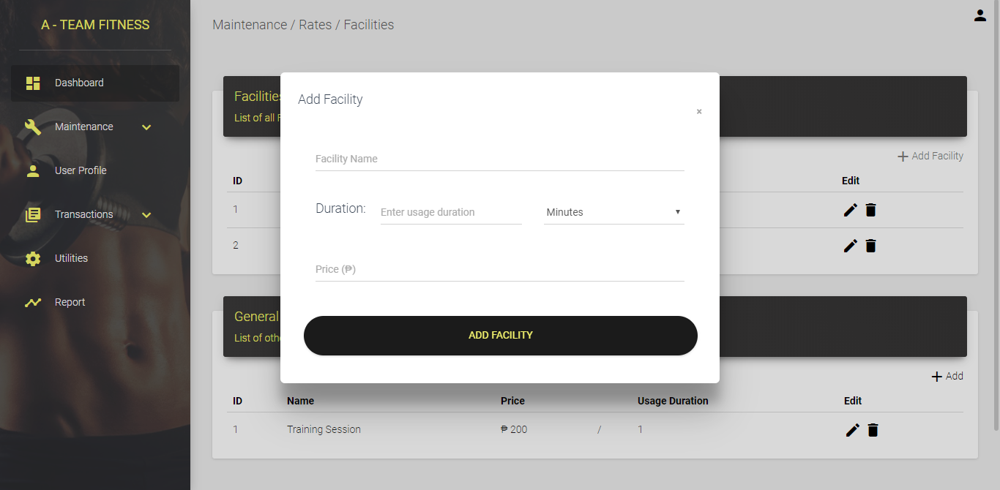 A - TEAM FITNESS
Dashboard
Maintenance
User Profile
Transactions
Utilities
Report
Maintenance / Rates / Facilities
Facilities
List of all F
Add Facility
ID Edit
1
2
Add Facility
×
Facility Name
Duration: Enter usage duration Minutes
Price (₱)
ADD FACILITY
General
List of oth
Add
ID Name Price Usage Duration Edit
1 Training Session ₱ 200 / 1